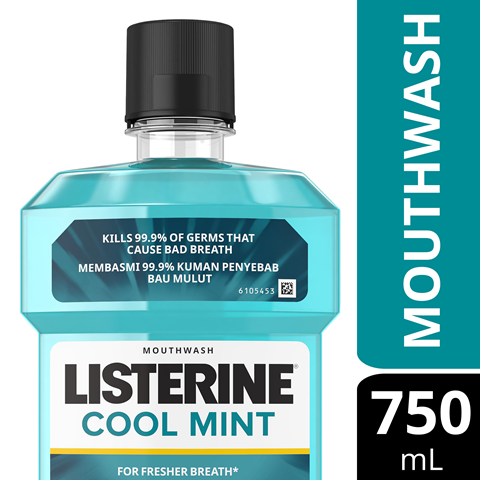 KILLS 99.9% OF GERMS THAT
CAUSE BAD BREATH
MEMBASMI 99.9% KUMAN PENYEBAB
BAU MULUT
6105453
MOUTHWASH
LISTERINE®
COOL MINT
FOR FRESHER BREATH*
MOUTHWASH
750
mL